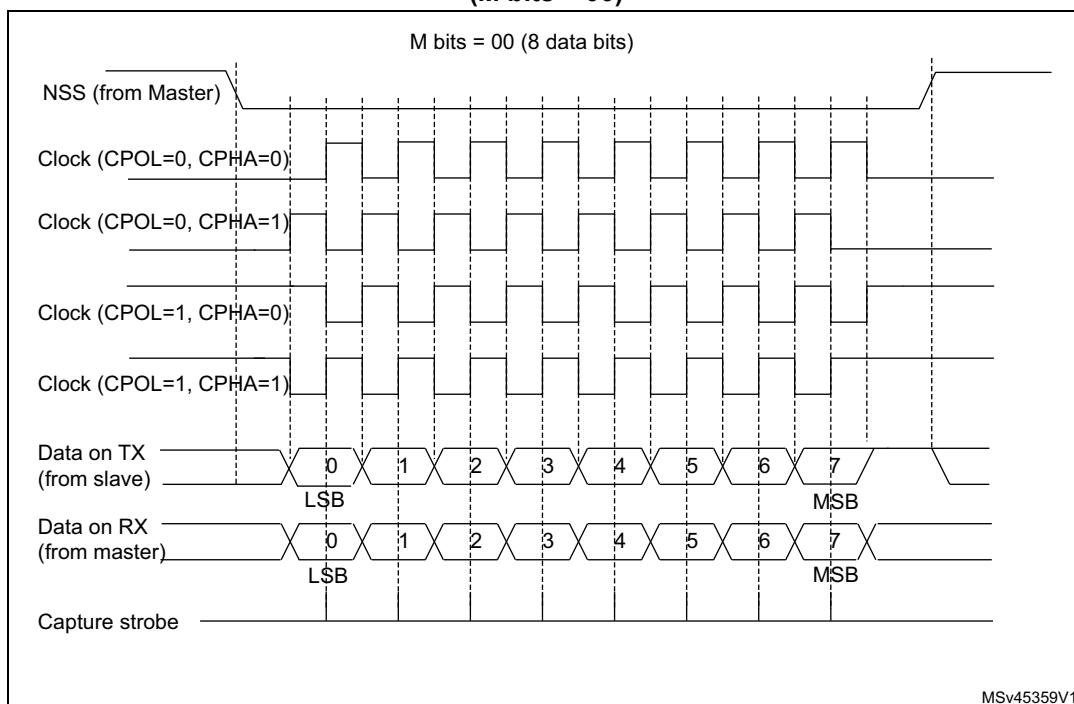 M bits = 00 (8 data bits)
NSS (from Master)
Clock (CPOL=0, CPHA=0)
Clock (CPOL=0, CPHA=1)
Clock (CPOL=1, CPHA=0)
Clock (CPOL=1, CPHA=1)
Data on TX
(from slave)
0 1 2 3 4 5 6 7
LSB MSB
Data on RX
(from master)
0 1 2 3 4 5 6 7
LSB MSB
Capture strobe
MSv45359V1